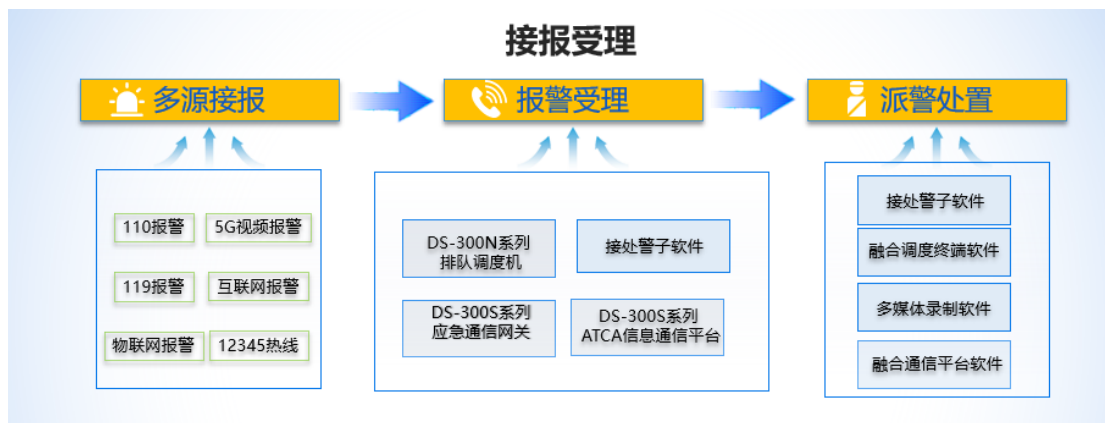 接报受理
多源接报
报警受理
派警处置
110报警
5G视频报警
119报警
互联网报警
物联网报警
12345热线
DS-300N系列
排队调度机
接处警子软件
DS-300S系列
应急通信网关
DS-300S系列
ATCA信息通信平台
接处警子软件
融合调度终端软件
多媒体录制软件
融合通信平台软件